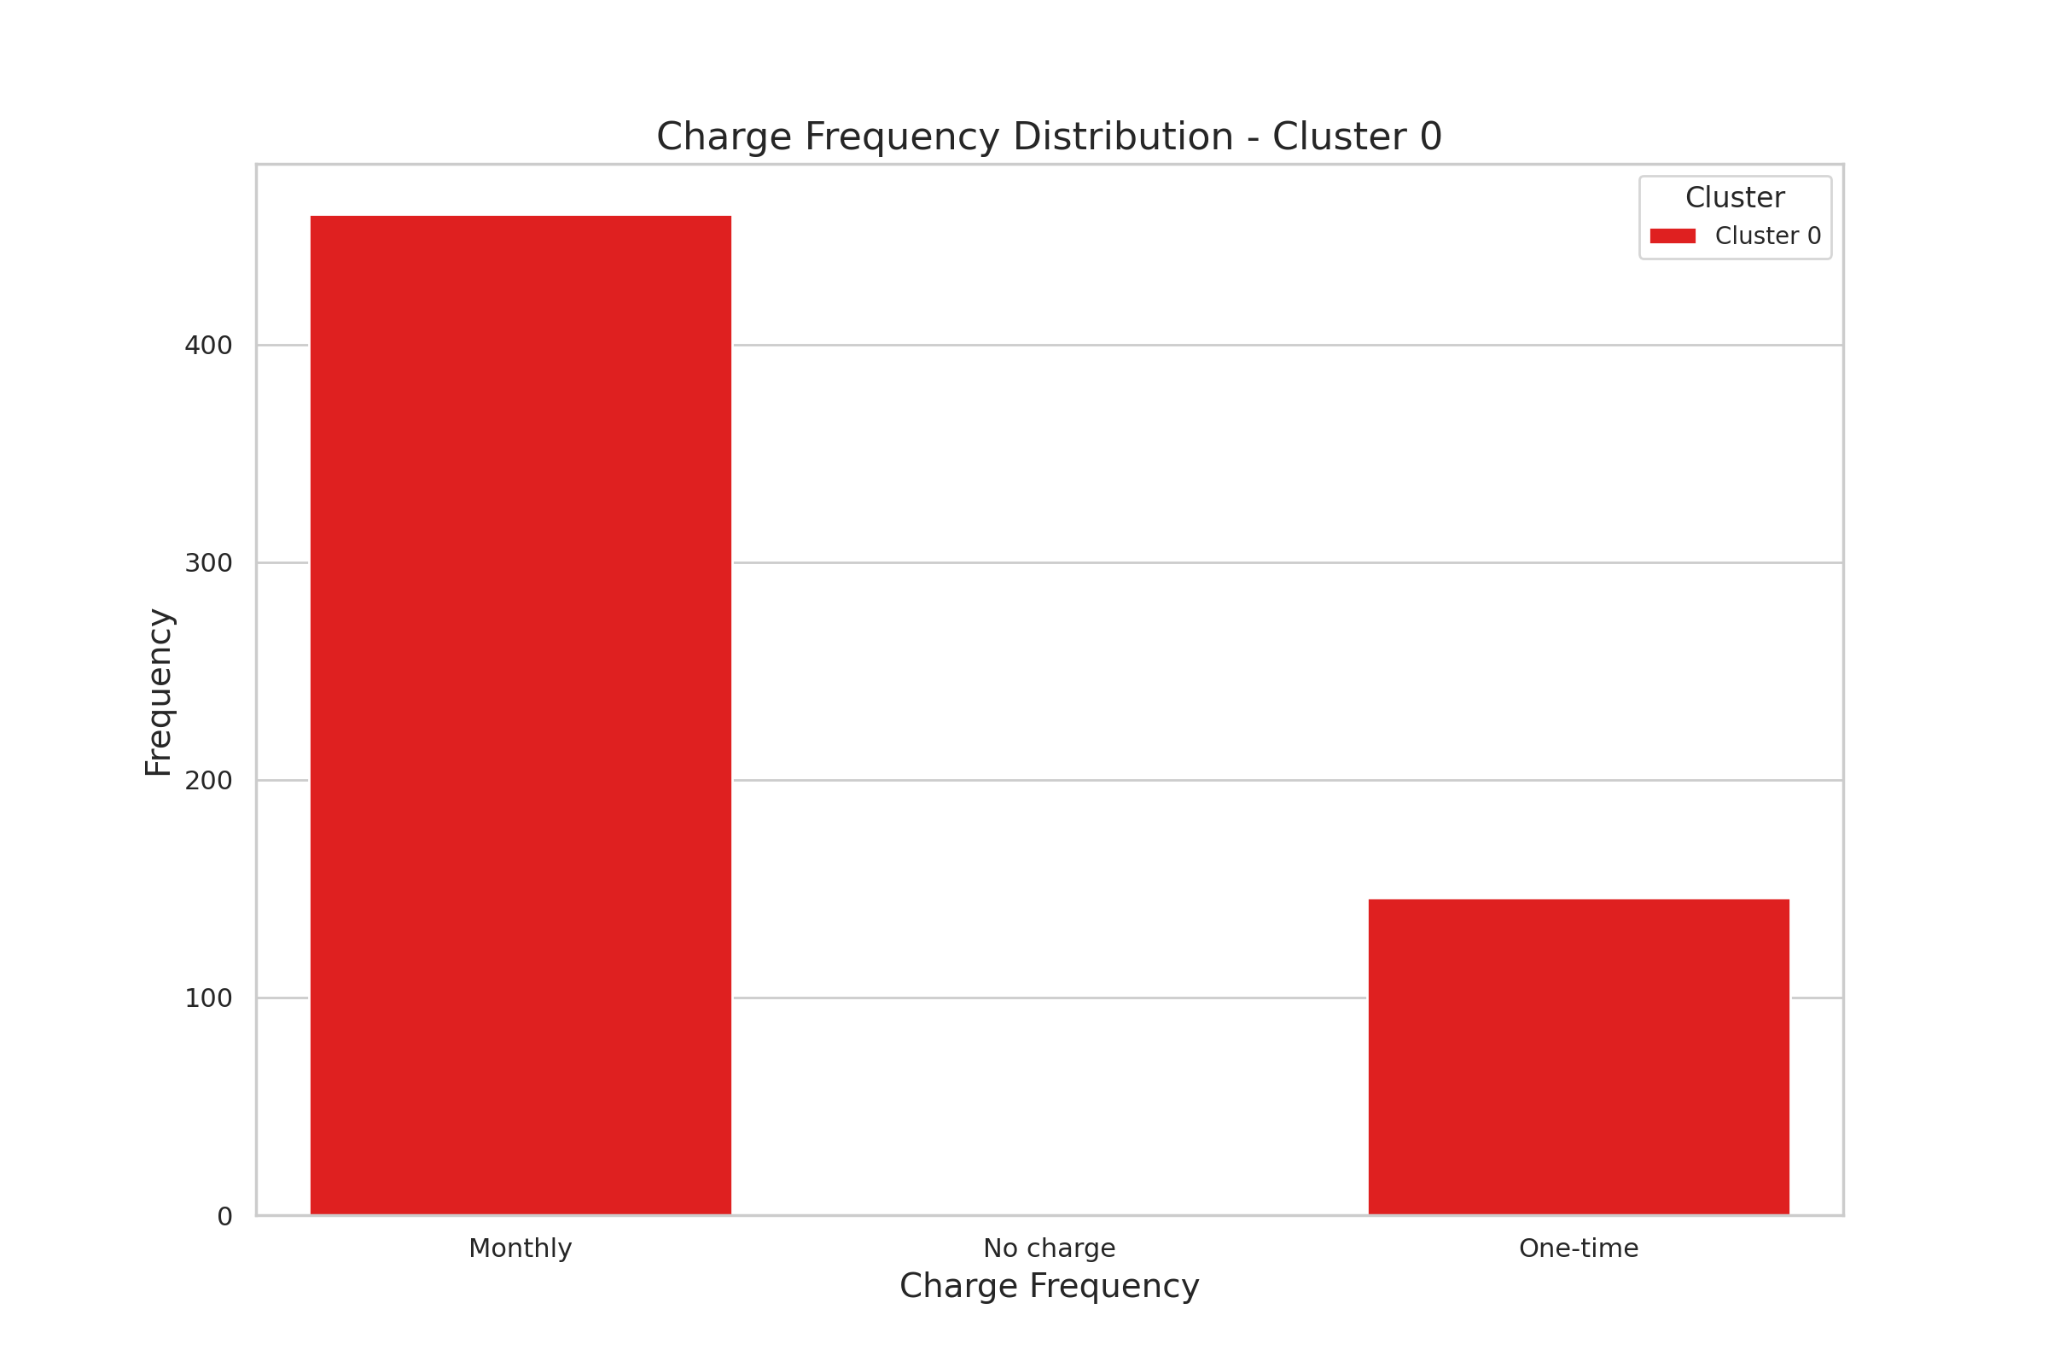 Charge Frequency Distribution - Cluster 0
Cluster
Cluster 0
400
300
200
100
0
Frequency
Monthly
No charge
One-time
Charge Frequency